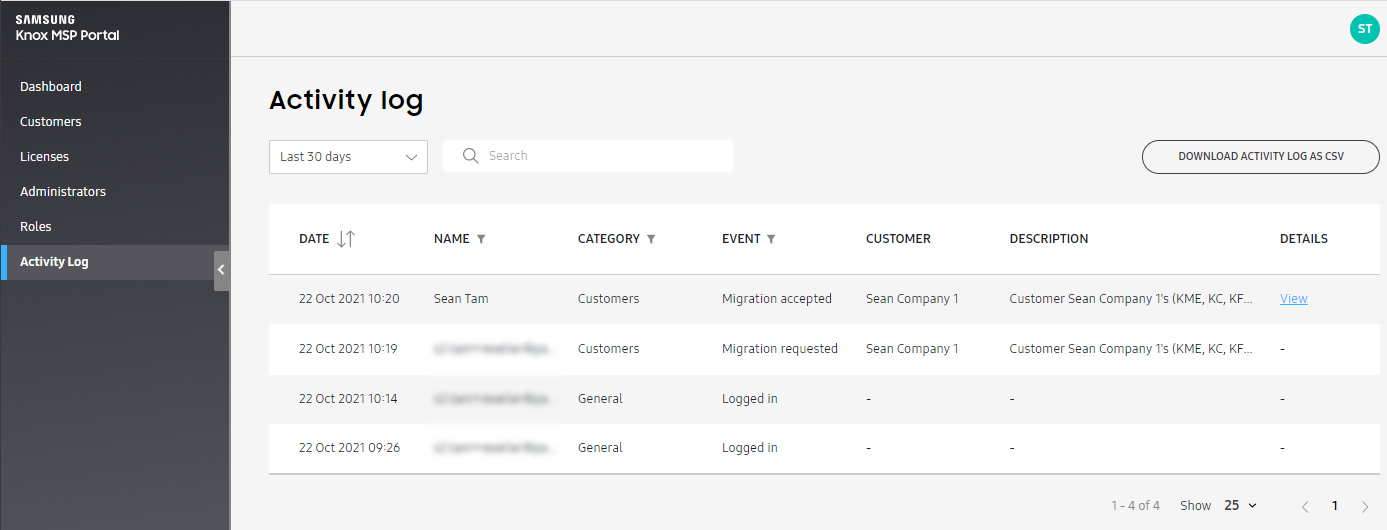 SAMSUNG
Knox MSP Portal
ST
Dashboard
Customers
Licenses
Administrators
Roles
Activity Log
Activity log
Last 30 days
Search
DOWNLOAD ACTIVITY LOG AS CSV
DATE NAME CATEGORY EVENT CUSTOMER DESCRIPTION DETAILS
22 Oct 2021 10:20 Sean Tam Customers Migration accepted Sean Company 1 Customer Sean Company 1's (KME, KC, KF... View
22 Oct 2021 10:19 Customers Migration requested Sean Company 1 Customer Sean Company 1's (KME, KC, KF... -
22 Oct 2021 10:14 General Logged in - - -
22 Oct 2021 09:26 General Logged in - - -
1 - 4 of 4 Show 25 1